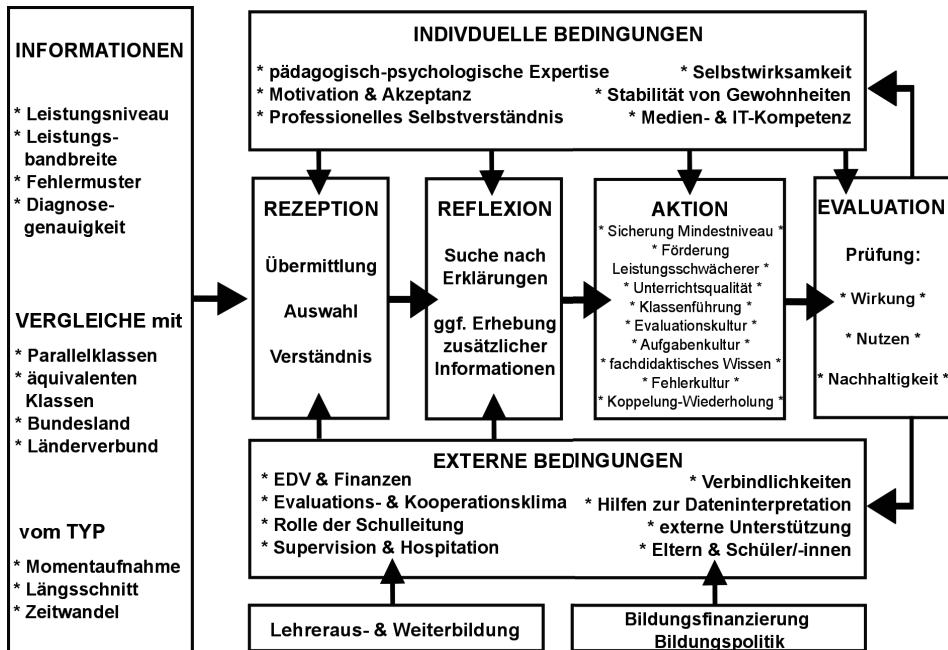 INFORMATIONEN
* Leistungsniveau
* Leistungs-
bandbreite
* Fehlermuster
* Diagnose-
genauigkeit
VERGLEICHE mit
* Parallelklassen
* äquivalenten
Klassen
* Bundesland
* Länderverbund
vom TYP
* Momentaufnahme
* Längsschnitt
* Zeitwandel
INDIVDUELLE BEDINGUNGEN
* pädagogisch-psychologische Expertise
* Motivation & Akzeptanz
* Professionelles Selbstverständnis
* Selbstwirksamkeit
* Stabilität von Gewohnheiten
* Medien- & IT-Kompetenz
REZEPTION
Übermittlung
Auswahl
Verständnis
REFLEXION
Suche nach
Erklärungen
ggf. Erhebung
zusätzlicher
Informationen
AKTION
* Sicherung Mindestniveau *
* Förderung
Leistungsschwächerer *
* Unterrichtsqualität *
* Klassenführung *
* Evaluationskultur *
* Aufgabenkultur *
* fachdidaktisches Wissen *
* Fehlerkultur *
* Koppelung-Wiederholung *
EVALUATION
Prüfung:
* Wirkung *
* Nutzen *
* Nachhaltigkeit *
EXTERNE BEDINGUNGEN
* EDV & Finanzen
* Evaluations- & Kooperationsklima
* Rolle der Schulleitung
* Supervision & Hospitation
* Verbindlichkeiten
* Hilfen zur Dateninterpretation
* externe Unterstützung
* Eltern & Schüler/-innen
Lehreraus- & Weiterbildung
Bildungsfinanzierung
Bildungspolitik